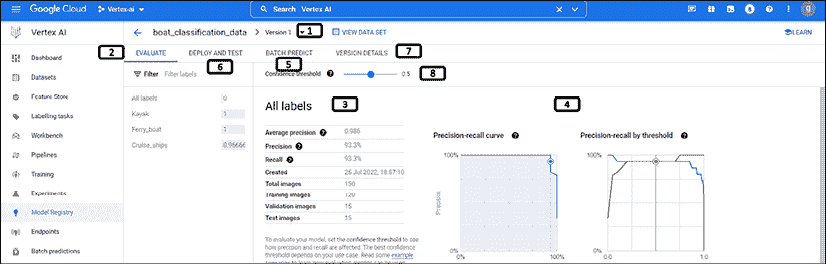 Google Cloud
Vertex-ai
Search Vertex AI
Vertex AI
boat_classification_data
Version 1
1
VIEW DATA SET
LEARN
2
EVALUATE
DEPLOY AND TEST
BATCH PREDICT
VERSION DETAILS
7
5
6
Filter
Filter labels
Confidence threshold
0.5
8
Dashboard
Datasets
Feature Store
Labelling tasks
Workbench
Pipelines
Training
Experiments
Model Registry
Endpoints
Batch predictions
All labels
0
Kayak
1
Ferry_boat
1
Cruise_ships
0.96666
All labels
3
4
Average precision
0.986
Precision
93.3%
Recall
93.3%
Created
Total images
150
Training images
120
Validation images
15
Test images
15
To evaluate your model, set the confidence threshold to see
how precision and recall are affected. The best confidence
threshold depends on your use case. Read some example
Precision-recall curve
100%
Precision
0%
100%
Precision-recall by threshold
100%
0%
0.0
1.0